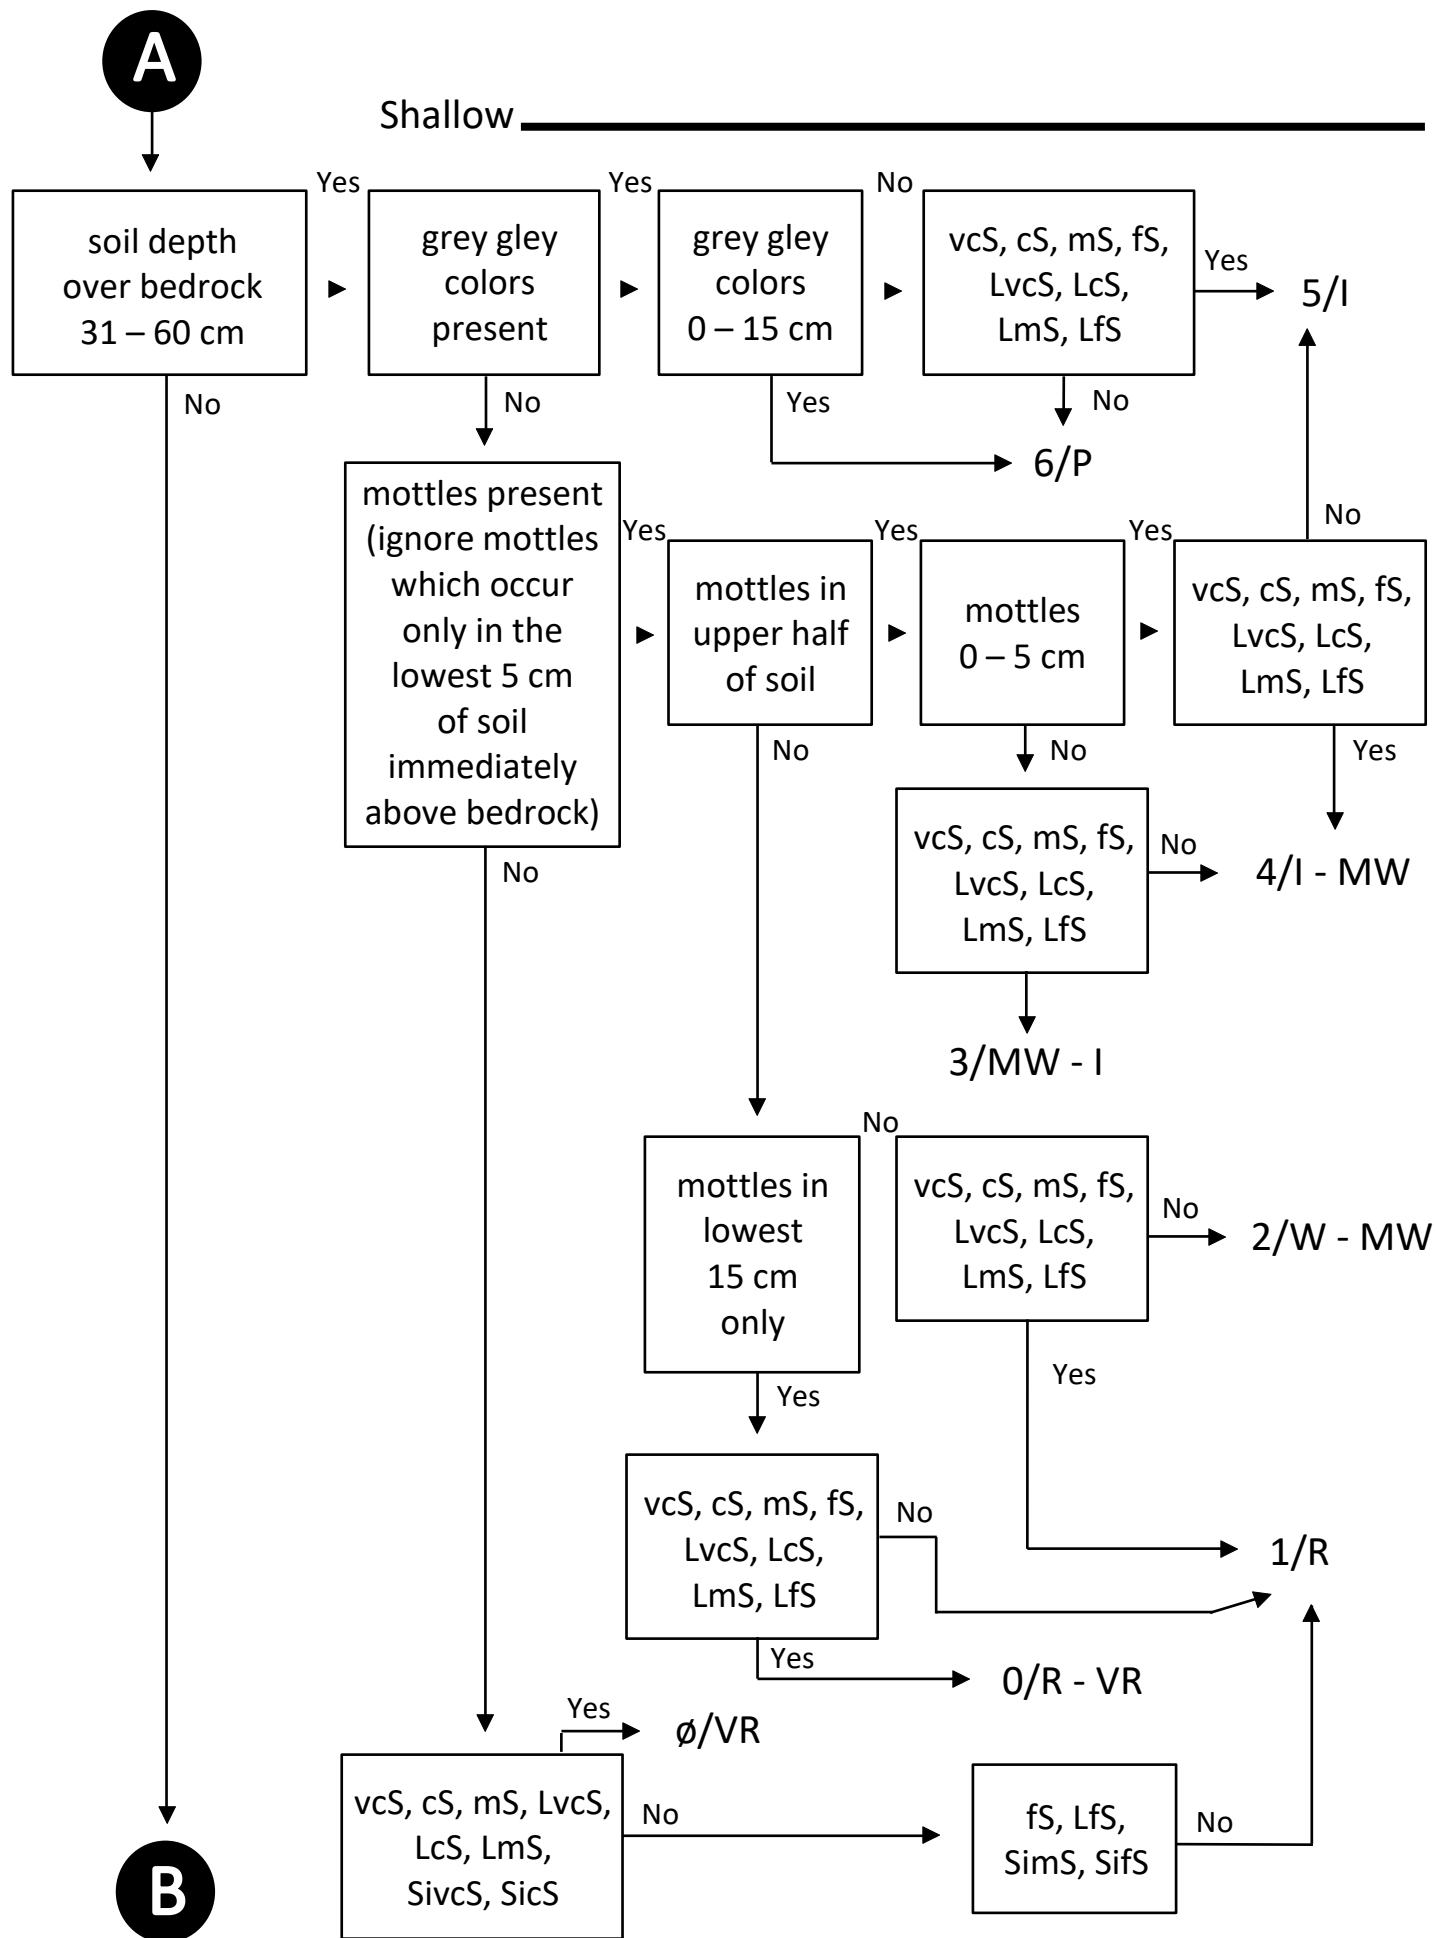 A
Shallow
Yes
Yes
No
soil depth
over bedrock
31 – 60 cm
grey gley
colors
present
grey gley
colors
0 – 15 cm
vcS, cS, mS, fS,
LvcS, LcS,
LmS, LfS
Yes
5/I
No
No
Yes
No
6/P
mottles present
(ignore mottles
which occur
only in the
lowest 5 cm
of soil
immediately
above bedrock)
Yes
Yes
Yes
No
mottles in
upper half
of soil
mottles
0 – 5 cm
vcS, cS, mS, fS,
LvcS, LcS,
LmS, LfS
No
No
No
Yes
vcS, cS, mS, fS,
LvcS, LcS,
LmS, LfS
No
4/I - MW
3/MW - I
No
mottles in
lowest
15 cm
only
vcS, cS, mS, fS,
LvcS, LcS,
LmS, LfS
No
2/W - MW
Yes
Yes
vcS, cS, mS, fS,
LvcS, LcS,
LmS, LfS
No
1/R
Yes
0/R - VR
Yes
ø/VR
vcS, cS, mS, LvcS,
LcS, LmS,
SivcS, SicS
No
fS, LfS,
SimS, SifS
No
B